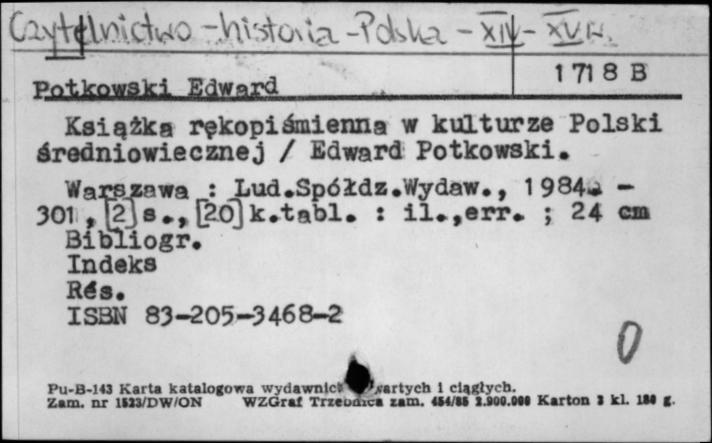 Czytelnictwo - historia - Polska - XIV - XV w.
1718 B
Potkowski Edward
Książka rękopiśmienna w kulturze Polski
średniowiecznej / Edward Potkowski.
Warszawa : Lud.Spółdz.Wydaw., 1984. -
301 , [2] s., [20] k.tabl. : il.,err. ; 24 cm
Bibliogr.
Indeks
Rés.
ISBN 83-205-3468-2
0
Pu-B-143 Karta katalogowa wydawnict zwartych i ciągłych.
Zam. nr 1523/DW/ON WZGraf Trzebnica zam. 454/85 2.900.000 Karton 3 kl. 180 g.